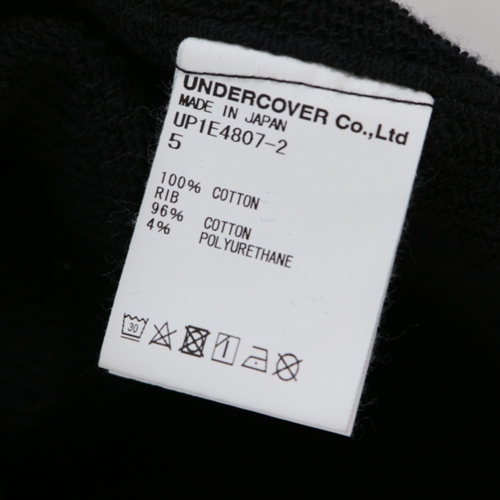 UNDERCOVER Co.,Ltd
MADE IN JAPAN
UP1E4807-2
5
100% COTTON
RIB
96% COTTON
4% POLYURETHANE
30